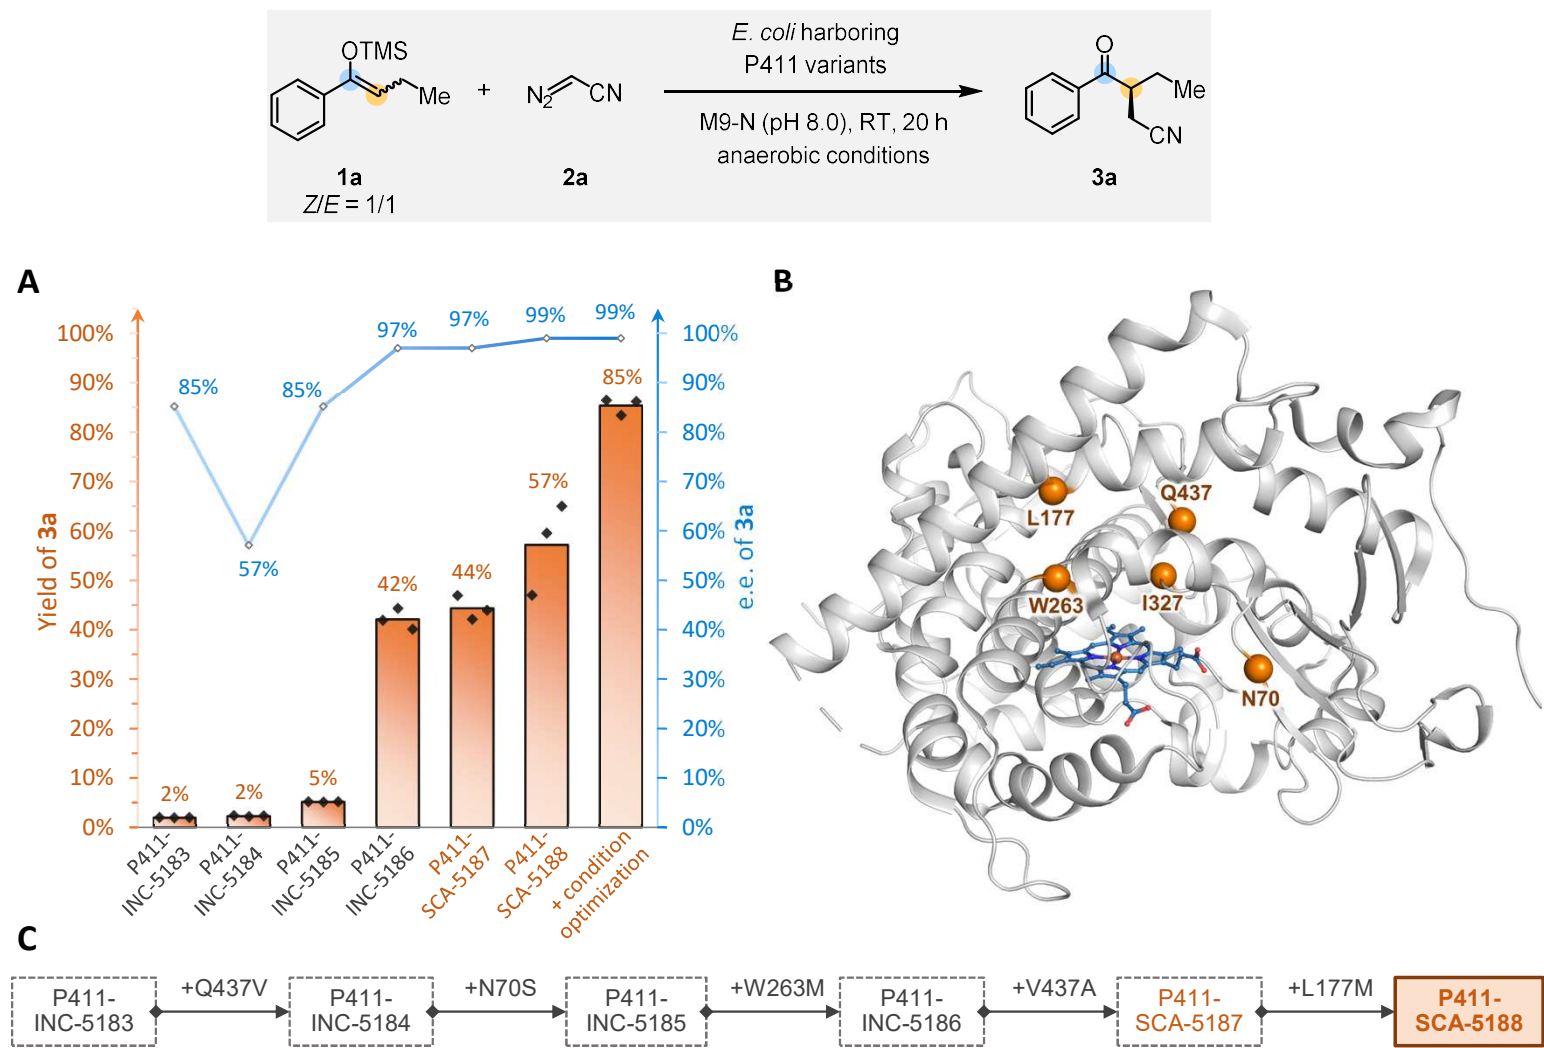 OTMS
Me
+
N2
CN
E. coli harboring
P411 variants
M9-N (pH 8.0), RT, 20 h
anaerobic conditions
O
Me
CN
1a
2a
3a
Z/E = 1/1
A
Yield of 3a
100%
90%
80%
70%
60%
50%
40%
30%
20%
10%
0%
85%
57%
85%
97%
97%
99%
99%
2%
2%
5%
42%
44%
57%
85%
100%
90%
80%
70%
60%
50%
40%
30%
20%
10%
0%
e.e. of 3a
P411-
INC-5183
P411-
INC-5184
P411-
INC-5185
P411-
INC-5186
P411-
SCA-5187
P411-
SCA-5188
+ condition
optimization
B
L177
Q437
W263
I327
N70
C
P411-
INC-5183
+Q437V
P411-
INC-5184
+N70S
P411-
INC-5185
+W263M
P411-
INC-5186
+V437A
P411-
SCA-5187
+L177M
P411-
SCA-5188